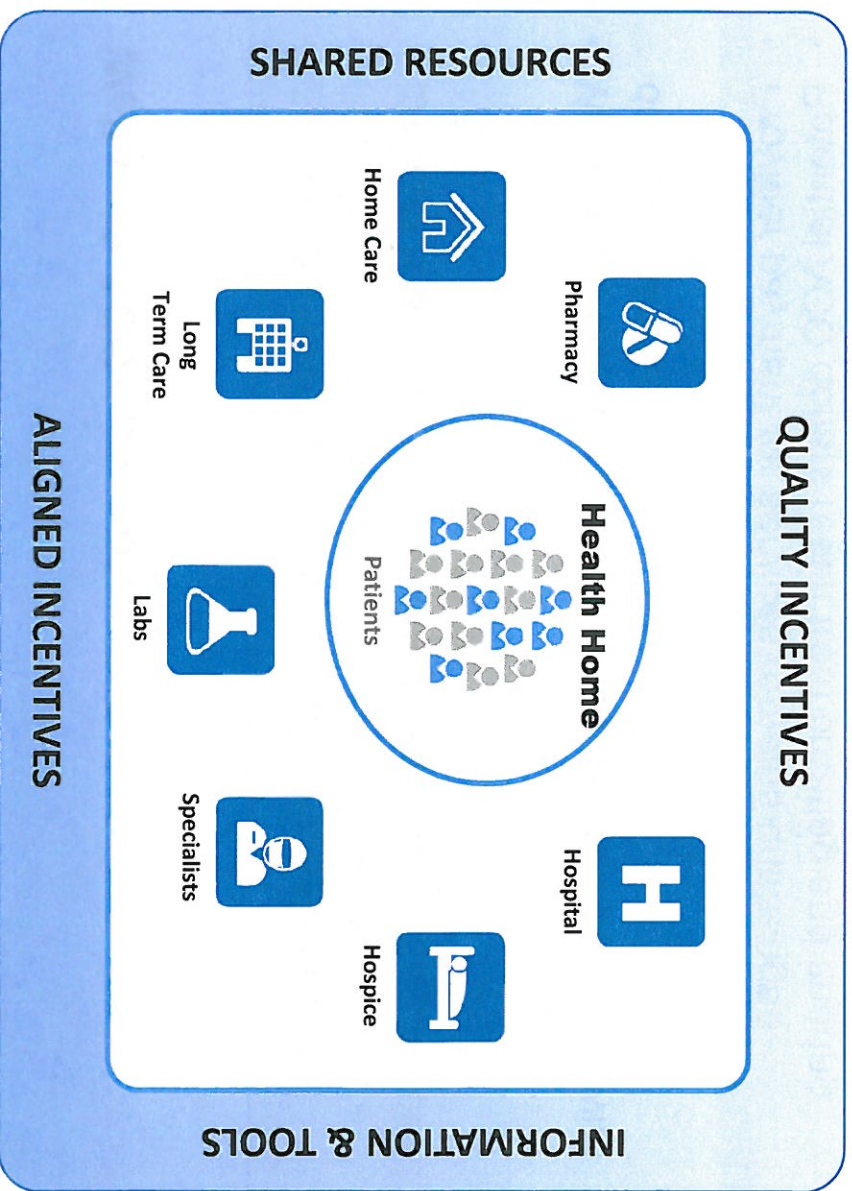 QUALITY INCENTIVES
SHARED RESOURCES
Pharmacy
Hospital
Health Home
Patients
Home Care
Hospice
Long
Term Care
Labs
Specialists
INFORMATION & TOOLS
ALIGNED INCENTIVES